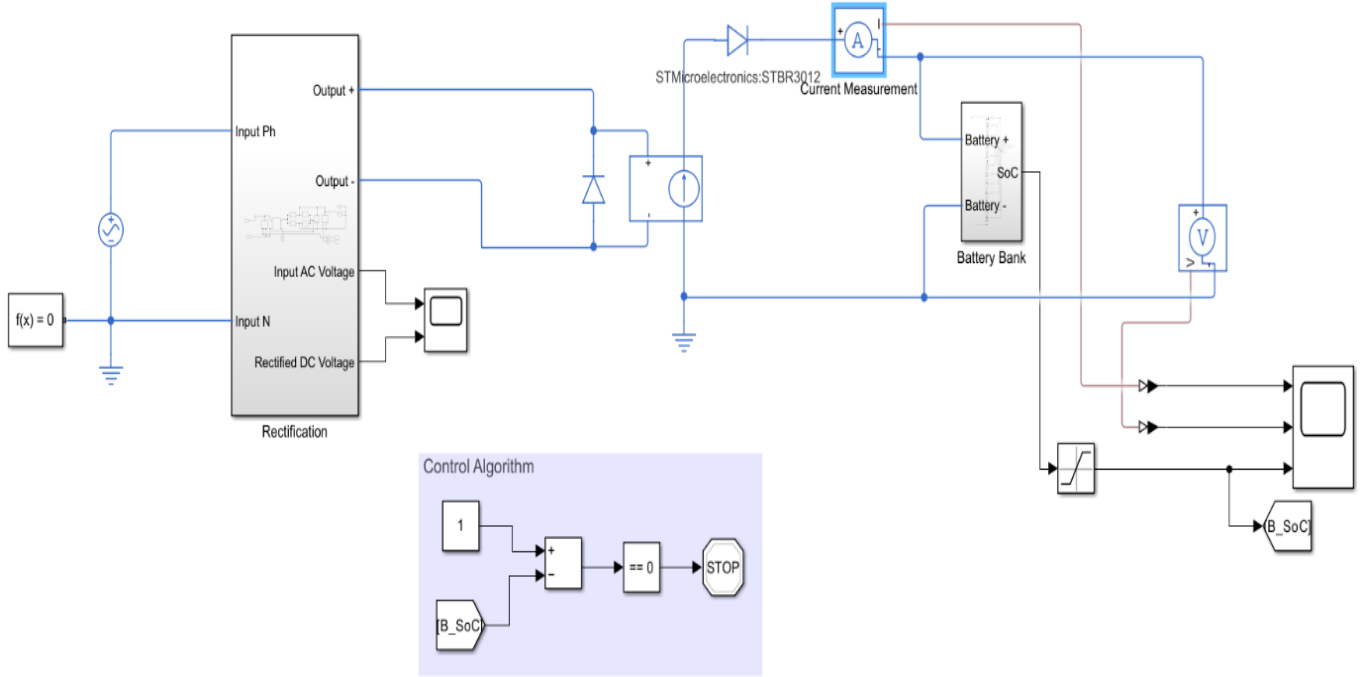 STMicroelectronics:STBR3012
+
A
I
-
Current Measurement
Output +
Input Ph
Output -
Input AC Voltage
Input N
Rectified DC Voltage
Rectification
f(x) = 0
+
-
Battery +
SoC
Battery -
Battery Bank
+
V
V
-
[B_SoC]
Control Algorithm
1
+
-
== 0
STOP
[B_SoC]